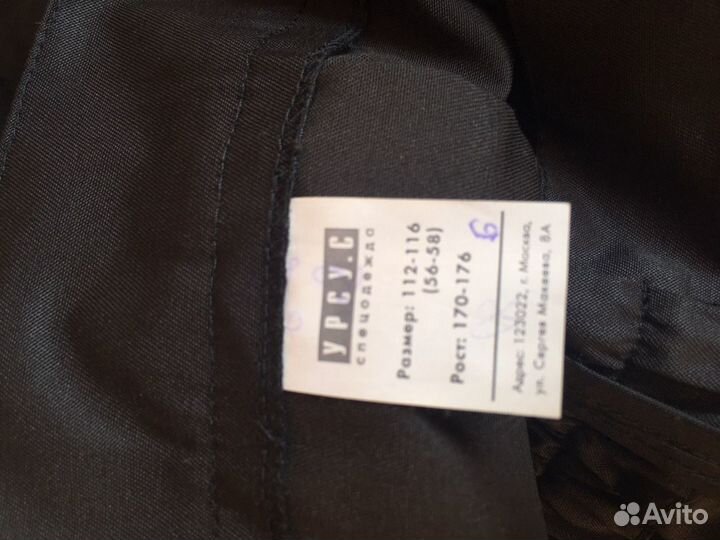 УРСУ.С
спецодежда
Размер: 112-116
(56-58)
Рост: 170-176
6
Адрес: 123022, г. Москва,
ул. Сергея Макеева, 8А
Avito